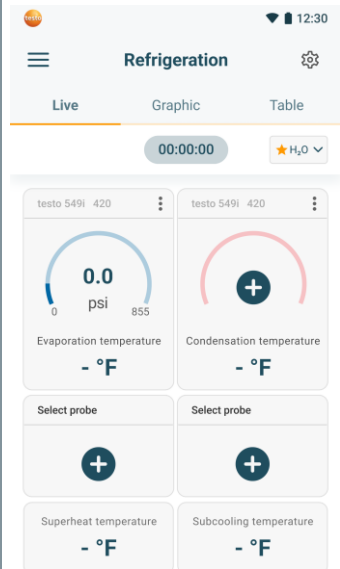 testo 12:30
Refrigeration
Live Graphic Table
00:00:00 H₂O
testo 549i 420 testo 549i 420
0.0
psi
0 855
Evaporation temperature Condensation temperature
- °F - °F
Select probe Select probe
Superheat temperature Subcooling temperature
- °F - °F